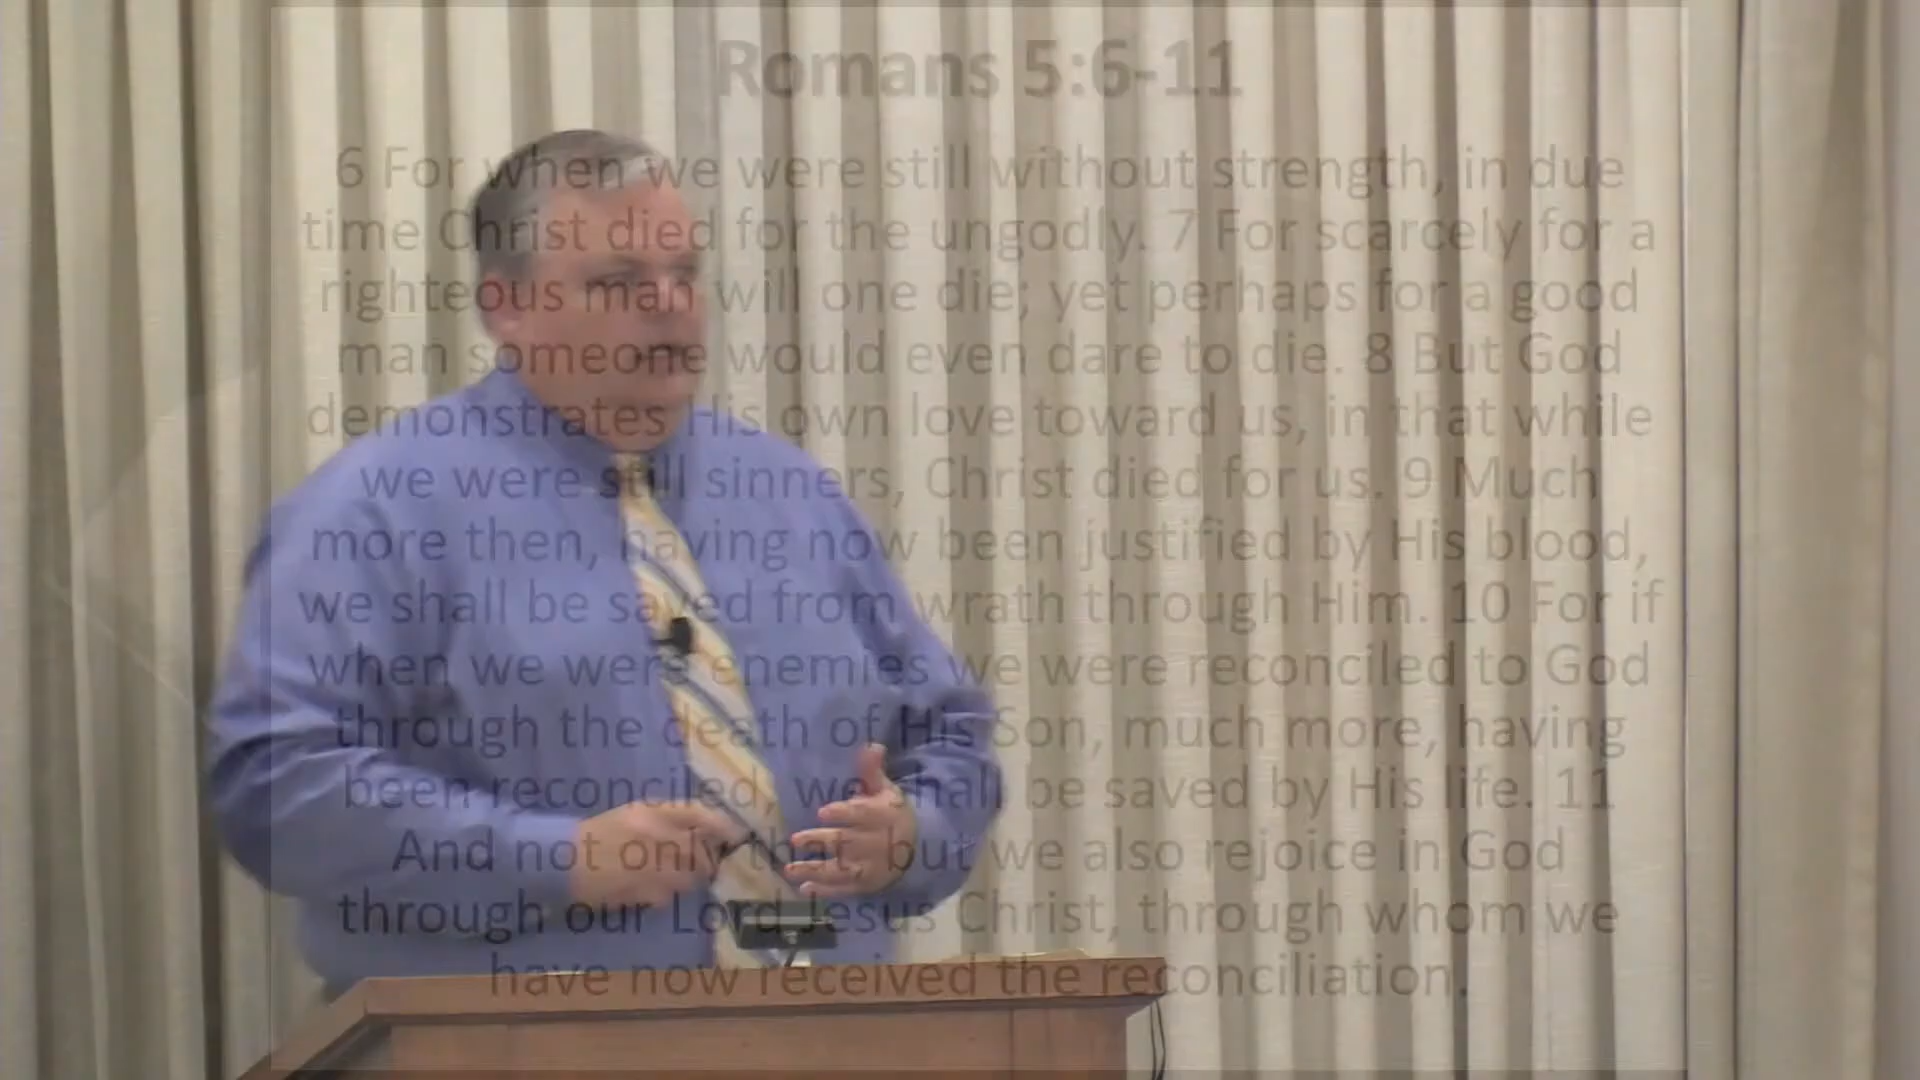 Romans 5:6-11
6 For when we were still without strength, in due
time Christ died for the ungodly. 7 For scarcely for a
righteous man will one die; yet perhaps for a good
man someone would even dare to die. 8 But God
demonstrates His own love toward us, in that while
we were still sinners, Christ died for us. 9 Much
more then, having now been justified by His blood,
we shall be saved from wrath through Him. 10 For if
when we were enemies we were reconciled to God
through the death of His Son, much more, having
been reconciled, we shall be saved by His life. 11
And not only that, but we also rejoice in God
through our Lord Jesus Christ, through whom we
have now received the reconciliation.